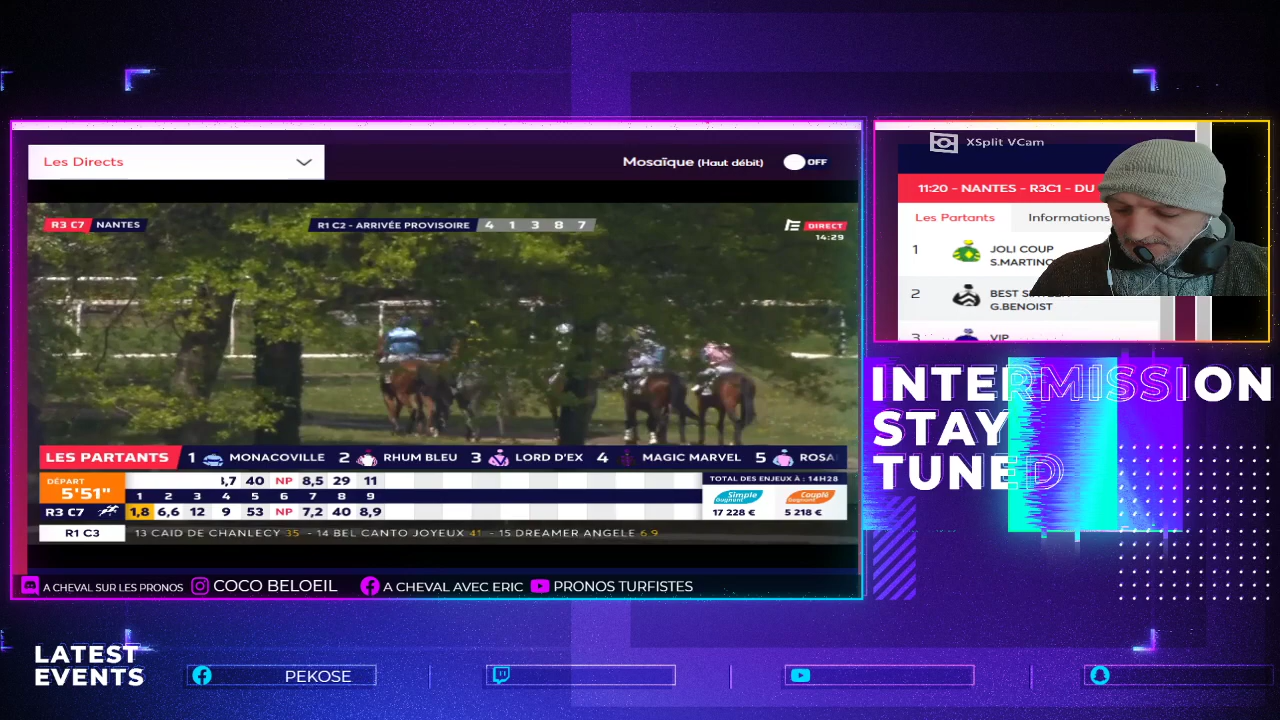 Les Directs
Mosaïque (Haut débit) OFF
R3 C7 NANTES
R1 C2 - ARRIVÉE PROVISOIRE 4 1 3 8 7
DIRECT
14:29
LES PARTANTS 1 MONACOVILLE 2 RHUM BLEU 3 LORD D'EX 4 MAGIC MARVEL 5 ROSA
DÉPART
5'51"
,7 40 NP 8,5 29 11
1 2 3 4 5 6 7 8 9
R3 C7 1,8 6,6 12 9 53 NP 7,2 40 8,9
TOTAL DES ENJEUX À : 14H28
Simple Gagnant
Couplé Gagnant
17 228 € 5 218 €
R1 C3 13 CAID DE CHANLECY 35 - 14 BEL CANTO JOYEUX 41 - 15 DREAMER ANGELE 6 9
A CHEVAL SUR LES PRONOS COCO BELOEIL A CHEVAL AVEC ERIC PRONOS TURFISTES
XSplit VCam
11:20 - NANTES - R3C1 - DU
Les Partants Informations
1 JOLI COUP
S.MARTINO
2 BEST
G.BENOIST
3 VIP
INTERMISSION
STAY
TUNED
LATEST
EVENTS
PEKOSE